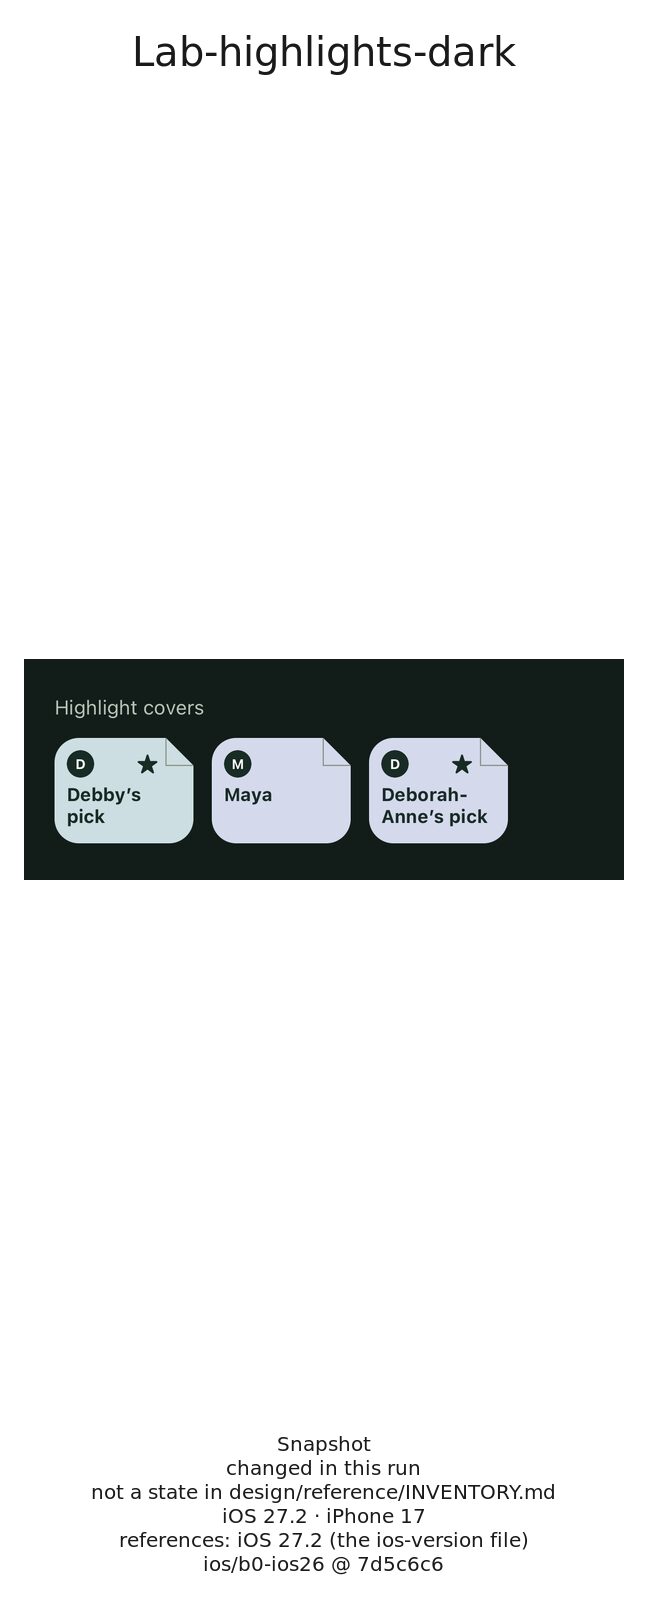 Lab-highlights-dark
Highlight covers
D
Debby’s
pick
M
Maya
D
Deborah-
Anne’s pick
Snapshot
changed in this run
not a state in design/reference/INVENTORY.md
iOS 27.2 · iPhone 17
references: iOS 27.2 (the ios-version file)
ios/b0-ios26 @ 7d5c6c6